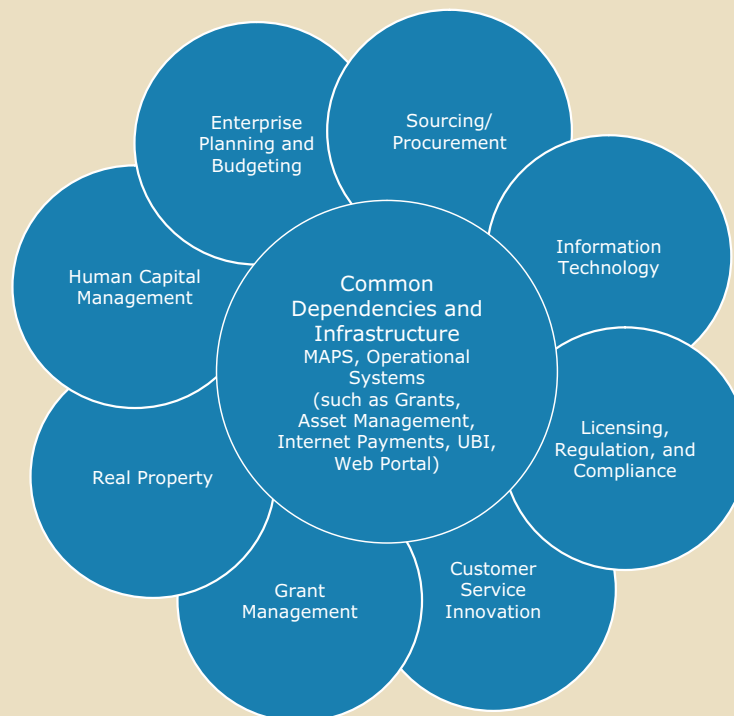 Enterprise
Planning and
Budgeting
Sourcing/
Procurement
Information
Technology
Human Capital
Management
Common
Dependencies and
Infrastructure
MAPS, Operational
Systems
(such as Grants,
Asset Management,
Internet Payments, UBI,
Web Portal)
Licensing,
Regulation, and
Compliance
Real Property
Customer
Service
Innovation
Grant
Management